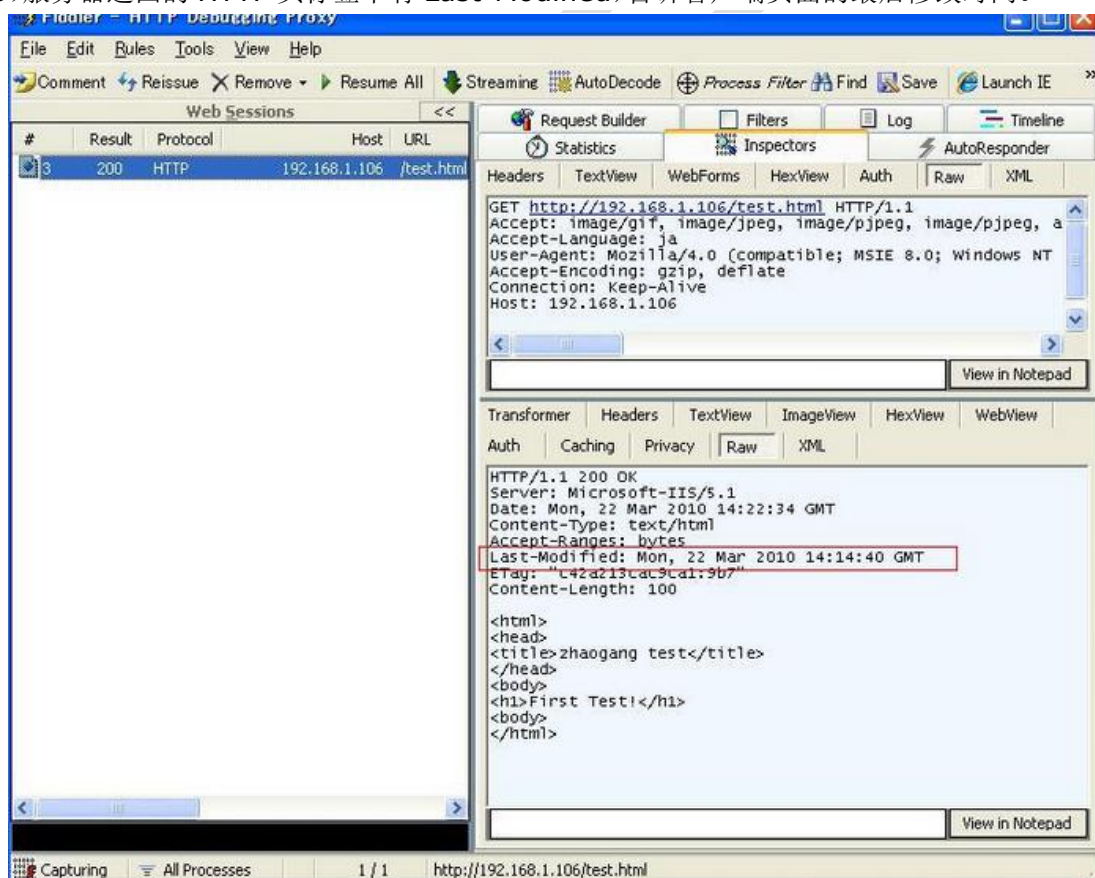 Fiddler - HTTP Debugging Proxy
File Edit Rules Tools View Help
Comment Reissue Remove Resume All Streaming AutoDecode Process Filter Find Save Launch IE »
Web Sessions <<
# Result Protocol Host URL
3 200 HTTP 192.168.1.106 /test.html
Request Builder Filters Log Timeline
Statistics Inspectors AutoResponder
Headers TextView WebForms HexView Auth Raw XML
GET http://192.168.1.106/test.html HTTP/1.1
Accept: image/gif, image/jpeg, image/pjpeg, image/pjpeg, a
Accept-Language: ja
User-Agent: Mozilla/4.0 (compatible; MSIE 8.0; Windows NT
Accept-Encoding: gzip, deflate
Connection: Keep-Alive
Host: 192.168.1.106
View in Notepad
Transformer Headers TextView ImageView HexView WebView
Auth Caching Privacy Raw XML
HTTP/1.1 200 OK
Server: Microsoft-IIS/5.1
Date: Mon, 22 Mar 2010 14:22:34 GMT
Content-Type: text/html
Accept-Ranges: bytes
Last-Modified: Mon, 22 Mar 2010 14:14:40 GMT
ETag:
Content-Length: 100
<html>
<head>
<title>zhaogang test</title>
</head>
<body>
<h1>First Test!</h1>
<body>
</html>
View in Notepad
Capturing All Processes 1 / 1 http://192.168.1.106/test.html